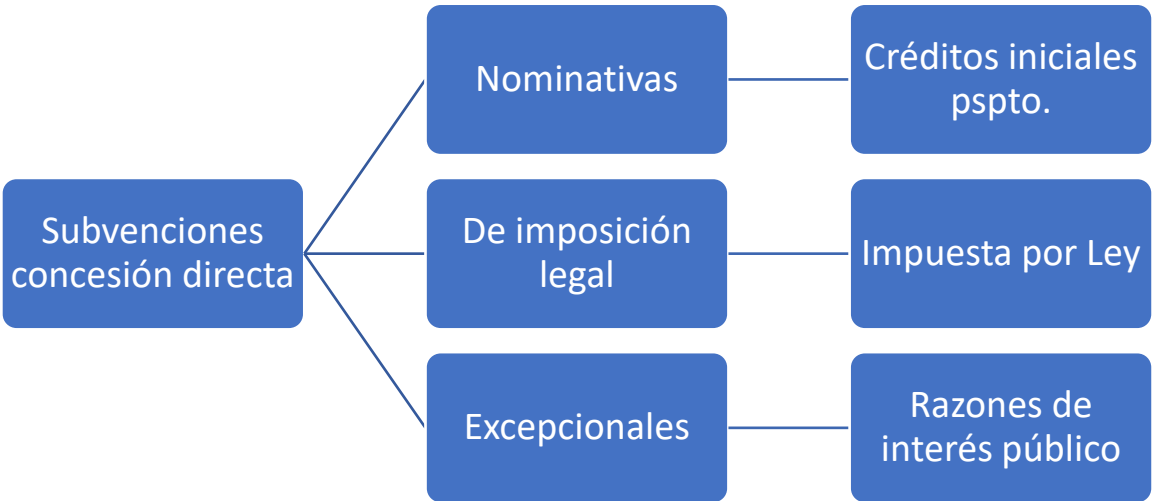 Subvenciones
concesión directa
Nominativas
Créditos iniciales
pspto.
De imposición
legal
Impuesta por Ley
Excepcionales
Razones de
interés público